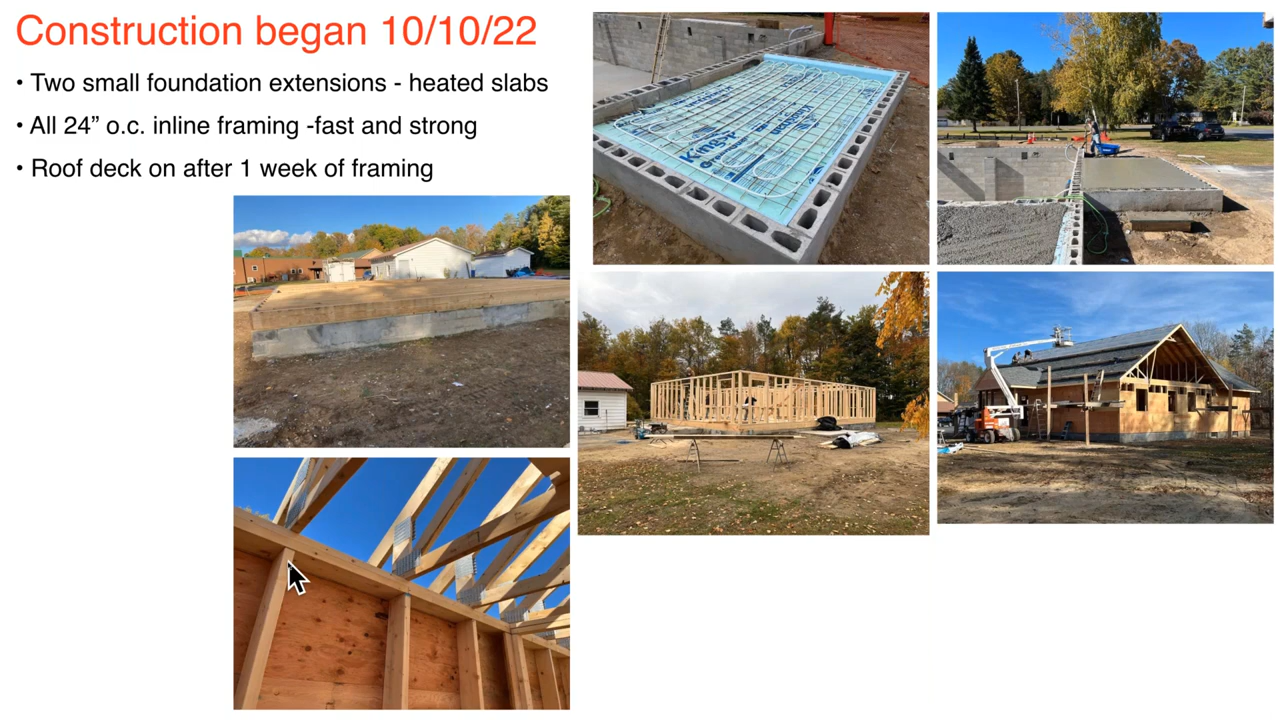 Construction began 10/10/22
• Two small foundation extensions - heated slabs
• All 24” o.c. inline framing -fast and strong
• Roof deck on after 1 week of framing